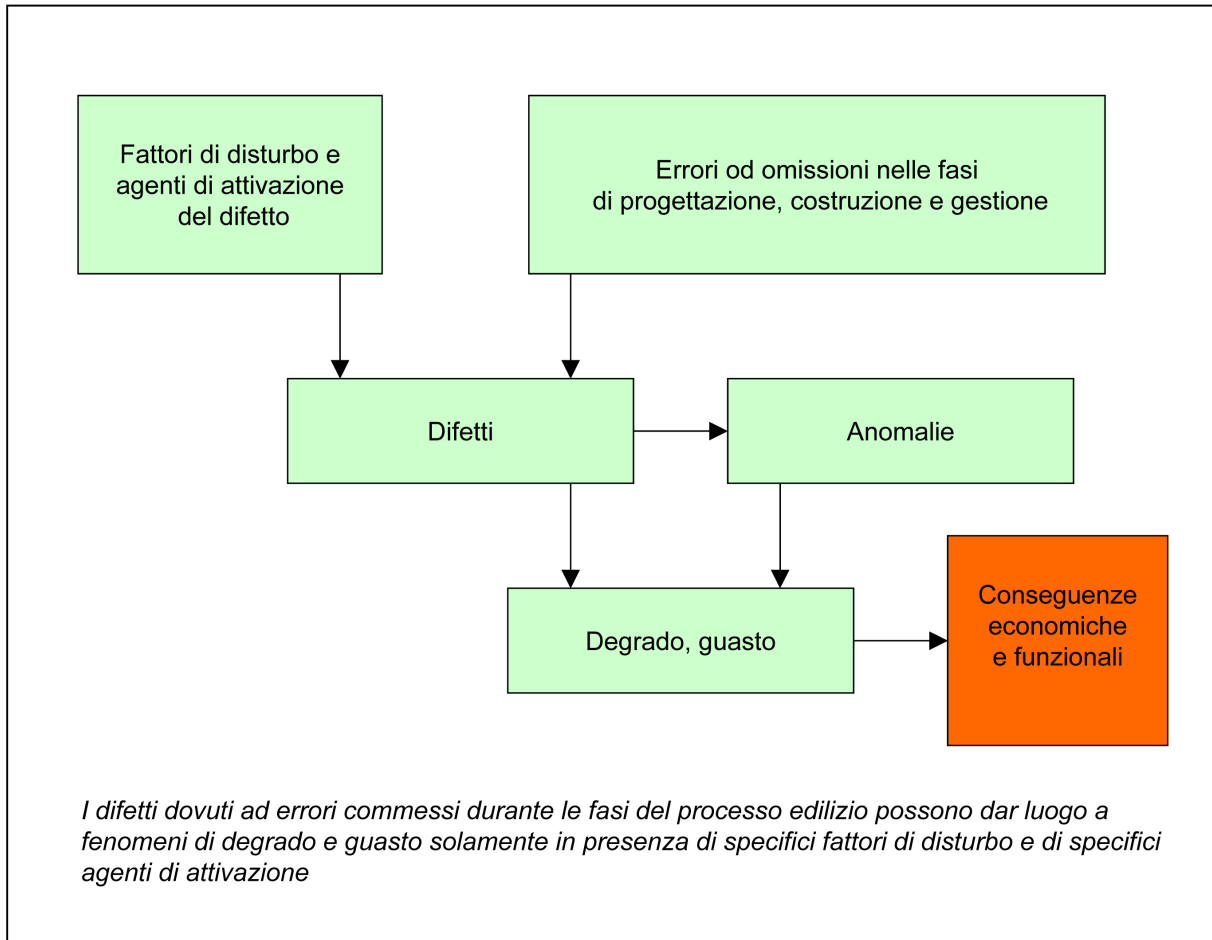 Fattori di disturbo e
agenti di attivazione
del difetto
Errori od omissioni nelle fasi
di progettazione, costruzione e gestione
Difetti
Anomalie
Degrado, guasto
Conseguenze
economiche
e funzionali
I difetti dovuti ad errori commessi durante le fasi del processo edilizio possono dar luogo a
fenomeni di degrado e guasto solamente in presenza di specifici fattori di disturbo e di specifici
agenti di attivazione